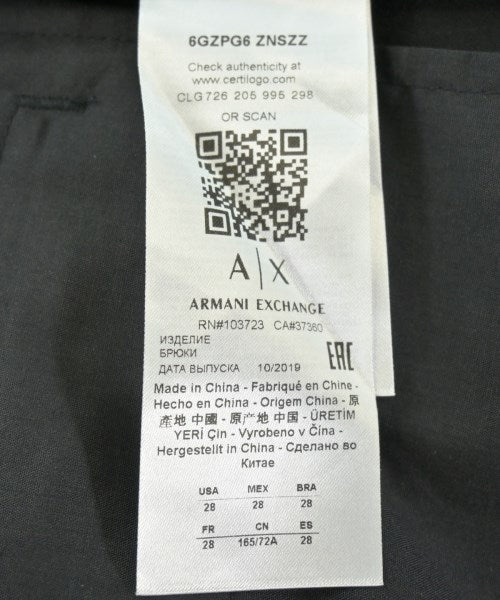 6GZPG6 ZNSZZ
Check authenticity at
www.certilogo.com
CLG 726 205 995 298
OR SCAN
A|X
ARMANI EXCHANGE
RN#103723 CA#37360
ИЗДЕЛИЕ
БРЮКИ
ДАТА ВЫПУСКА 10/2019
EAC
Made in China - Fabriqué en Chine -
Hecho en China - Origem China - 原
產地 中國 - 原产地 中国 - ÜRETİM
YERİ Çin - Vyrobeno v Čína -
Hergestellt in China - Сделано во
Китае
USA MEX BRA
28 28 28
FR CN ES
28 165/72A 28